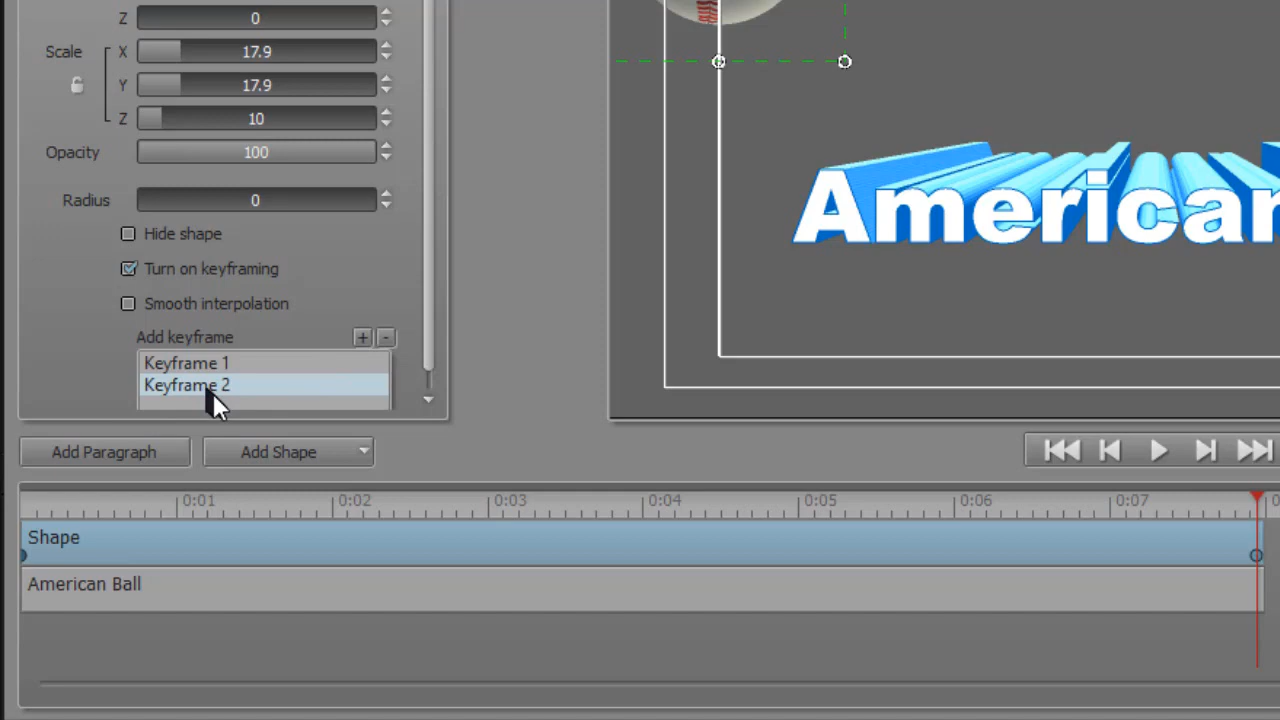 Z 0
Scale X 17.9
Y 17.9
Z 10
Opacity 100
Radius 0
Hide shape
Turn on keyframing
Smooth interpolation
Add keyframe + -
Keyframe 1
Keyframe 2
American
Add Paragraph Add Shape
0:01 0:02 0:03 0:04 0:05 0:06 0:07
Shape
American Ball